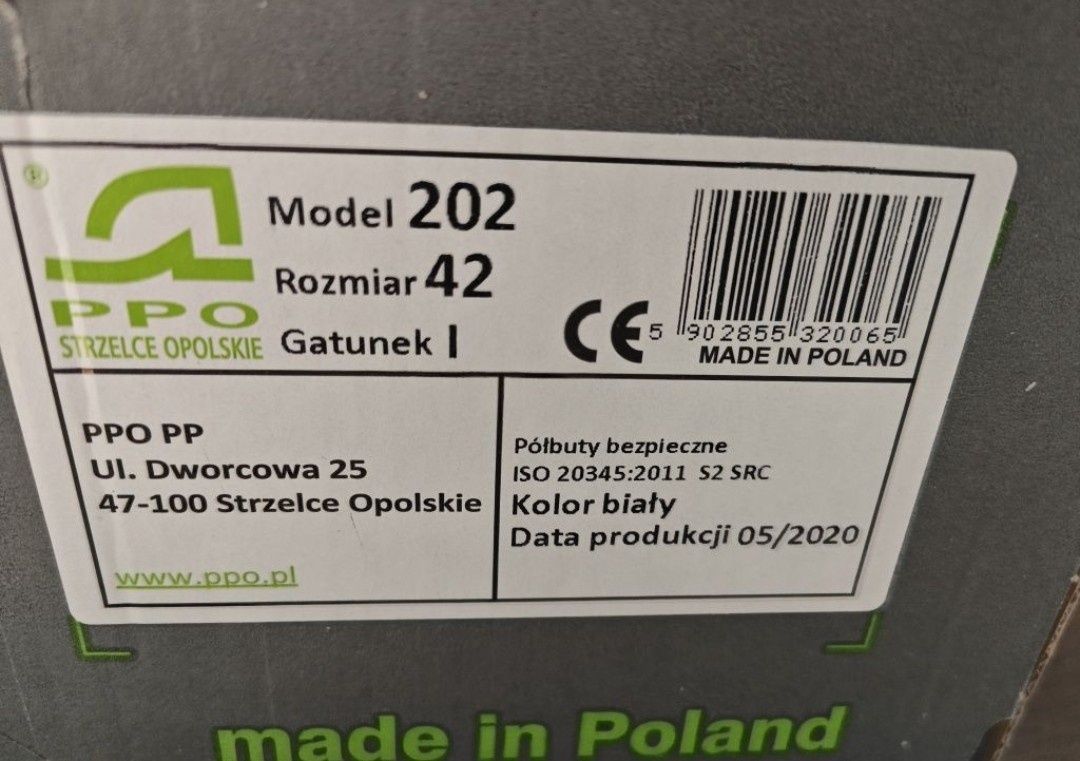 ®
PPO
STRZELCE OPOLSKIE
Model 202
Rozmiar 42
Gatunek I
CE
5 902855 320065
MADE IN POLAND
PPO PP
Ul. Dworcowa 25
47-100 Strzelce Opolskie
www.ppo.pl
Półbuty bezpieczne
ISO 20345:2011 S2 SRC
Kolor biały
Data produkcji 05/2020
made in Poland